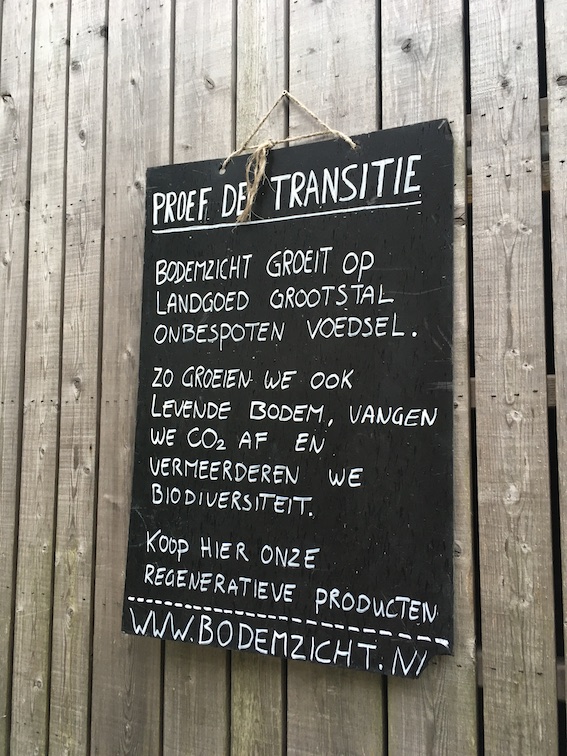 PROEF DE TRANSITIE
BODEMZICHT GROEIT OP
LANDGOED GROOTSTAL
ONBESPOTEN VOEDSEL.
ZO GROEIEN WE OOK
LEVENDE BODEM, VANGEN
WE CO₂ AF EN
VERMEERDEREN WE
BIODIVERSITEIT.
KOOP HIER ONZE
REGENERATIEVE PRODUCTEN
WWW.BODEMZICHT.NL